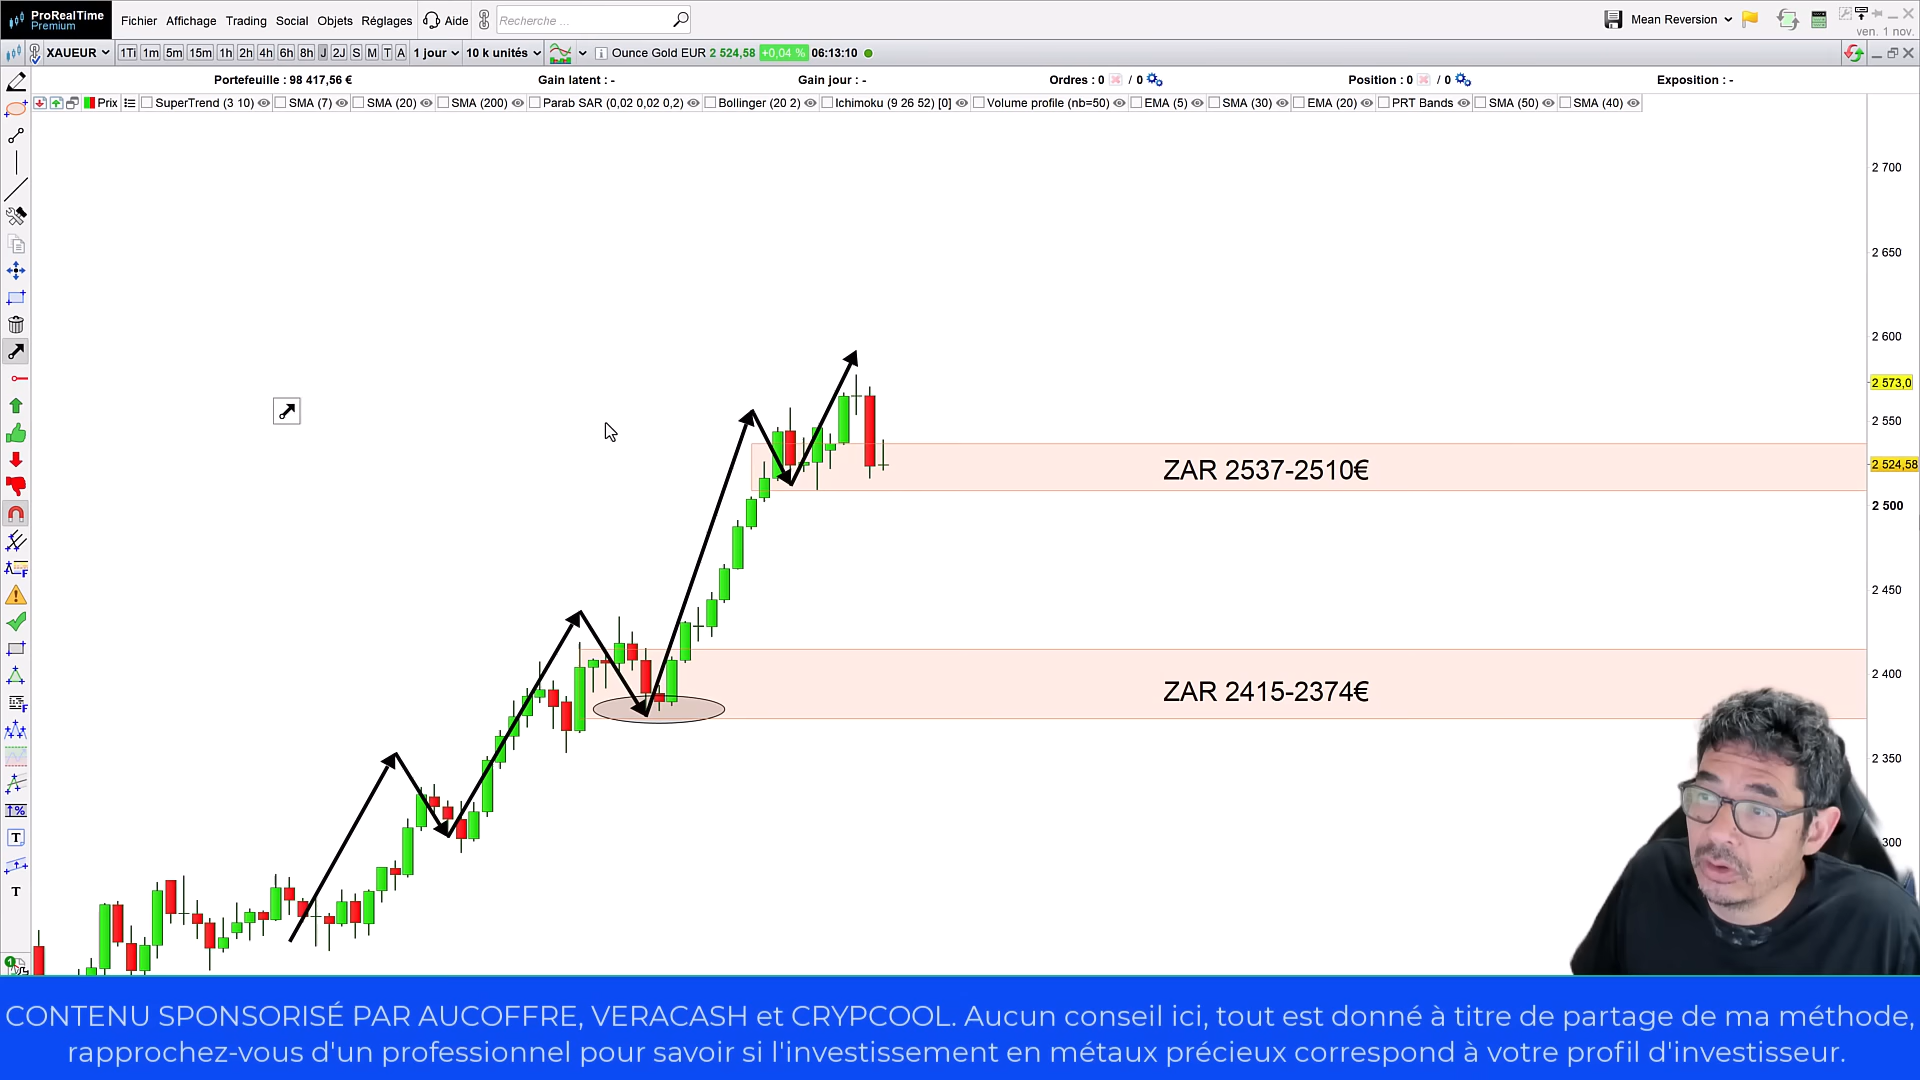 ProRealTime
Premium
Fichier Affichage Trading Social Objets Réglages Aide Recherche ... Mean Reversion
ven. 1 nov.
XAUEUR 1Ti 1m 5m 15m 1h 2h 4h 6h 8h J 2J S M T A 1 jour 10 k unités i Ounce Gold EUR 2 524,58 +0,04 % 06:13:10
Portefeuille : 98 417,56 € Gain latent : - Gain jour : - Ordres : 0 / 0 Position : 0 / 0 Exposition : -
Prix SuperTrend (3 10) SMA (7) SMA (20) SMA (200) Parab SAR (0,02 0,02 0,2) Bollinger (20 2) Ichimoku (9 26 52) [0] Volume profile (nb=50) EMA (5) SMA (30) EMA (20) PRT Bands SMA (50) SMA (40)
2 700
2 650
2 600
2 573,0
2 550
ZAR 2537-2510€
2 524,58
2 500
2 450
2 400
ZAR 2415-2374€
2 350
300
CONTENU SPONSORISÉ PAR AUCOFFRE, VERACASH et CRYPCOOL. Aucun conseil ici, tout est donné à titre de partage de ma méthode,
rapprochez-vous d'un professionnel pour savoir si l'investissement en métaux précieux correspond à votre profil d'investisseur.